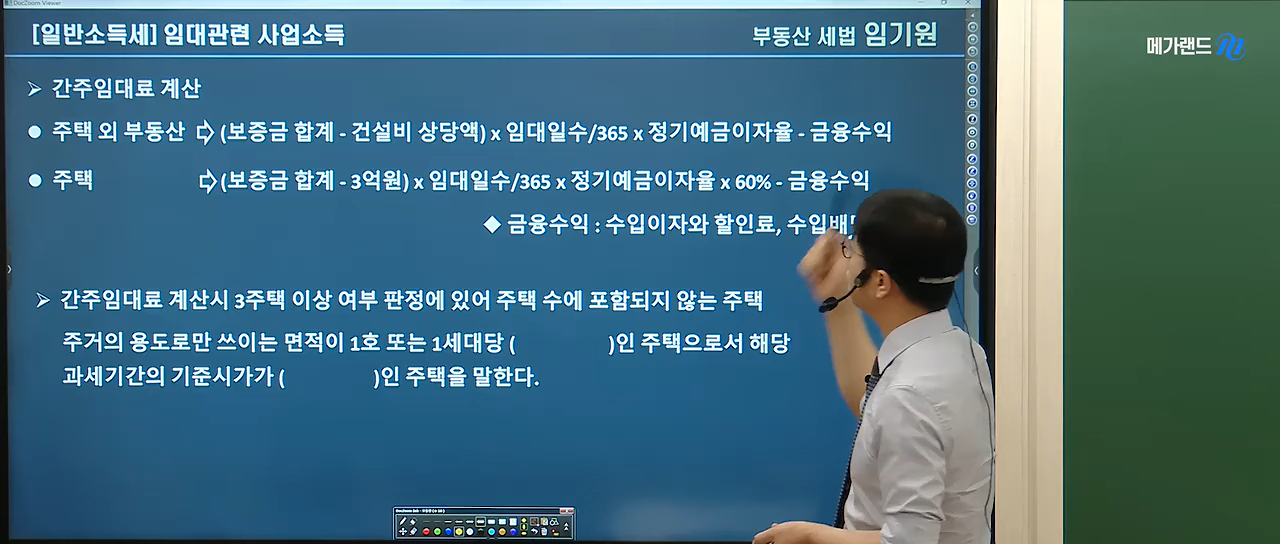 DocZoom Viewer
[일반소득세] 임대관련 사업소득
부동산 세법 임기원
메가랜드
➢ 간주임대료 계산
● 주택 외 부동산 ⇨ (보증금 합계 - 건설비 상당액) x 임대일수/365 x 정기예금이자율 - 금융수익
● 주택 ⇨ (보증금 합계 - 3억원) x 임대일수/365 x 정기예금이자율 x 60% - 금융수익
◆ 금융수익 : 수입이자와 할인료, 수입배
➢ 간주임대료 계산시 3주택 이상 여부 판정에 있어 주택 수에 포함되지 않는 주택
주거의 용도로만 쓰이는 면적이 1호 또는 1세대당 ( )인 주택으로서 해당
과세기간의 기준시가가 ( )인 주택을 말한다.